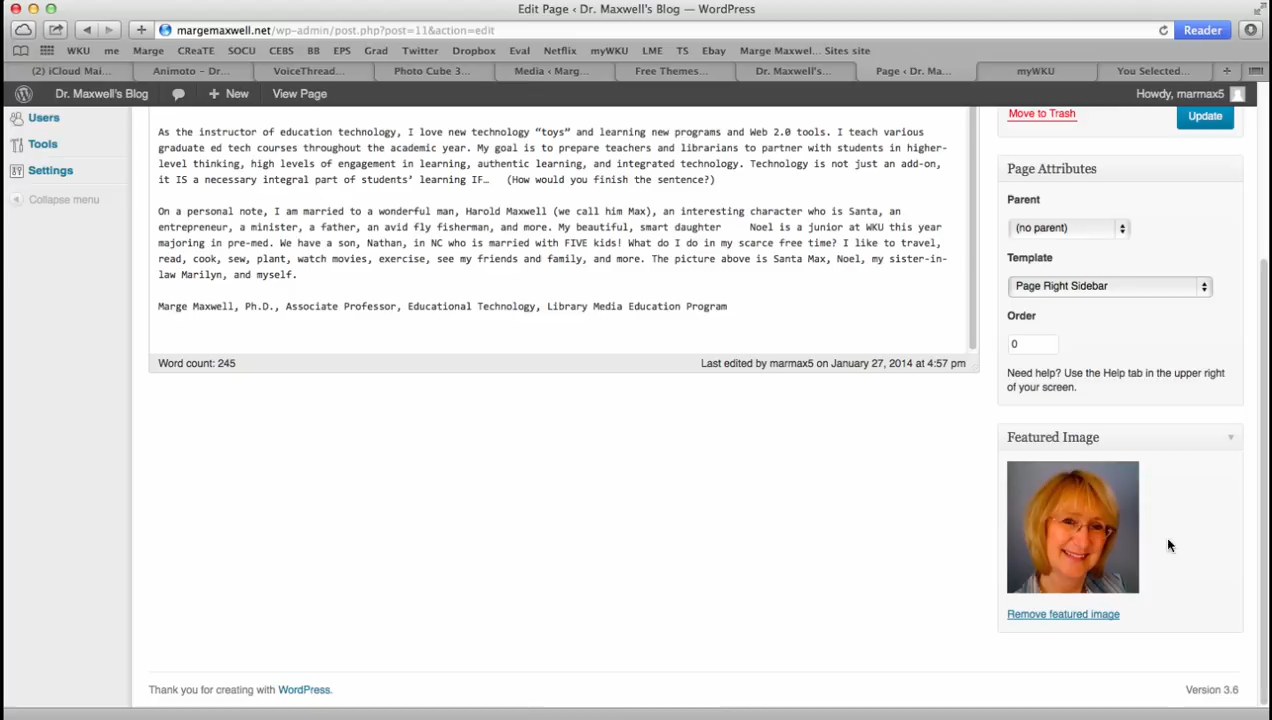 Edit Page ‹ Dr. Maxwell's Blog — WordPress
margemaxwell.net/wp-admin/post.php?post=11&action=edit
Reader
WKU me Marge CReaTE SOCU CEBS BB EPS Grad Twitter Dropbox Eval Netflix myWKU LME TS Ebay Marge Maxwel... Sites site
(2) iCloud Mai... Animoto – Dr... VoiceThread... Photo Cube 3... Media ‹ Marg... Free Themes... Dr. Maxwell's... Page ‹ Dr. Ma... myWKU You Selected...
Dr. Maxwell's Blog + New View Page Howdy, marmax5
Users
Tools
Settings
Collapse menu
As the instructor of education technology, I love new technology “toys” and learning new programs and Web 2.0 tools. I teach various
graduate ed tech courses throughout the academic year. My goal is to prepare teachers and librarians to partner with students in higher-
level thinking, high levels of engagement in learning, authentic learning, and integrated technology. Technology is not just an add-on,
it IS a necessary integral part of students’ learning IF… (How would you finish the sentence?)
On a personal note, I am married to a wonderful man, Harold Maxwell (we call him Max), an interesting character who is Santa, an
entrepreneur, a minister, a father, an avid fly fisherman, and more. My beautiful, smart daughter Noel is a junior at WKU this year
majoring in pre-med. We have a son, Nathan, in NC who is married with FIVE kids! What do I do in my scarce free time? I like to travel,
read, cook, sew, plant, watch movies, exercise, see my friends and family, and more. The picture above is Santa Max, Noel, my sister-in-
law Marilyn, and myself.
Marge Maxwell, Ph.D., Associate Professor, Educational Technology, Library Media Education Program
Word count: 245
Last edited by marmax5 on January 27, 2014 at 4:57 pm
Move to Trash
Update
Page Attributes
Parent
(no parent)
Template
Page Right Sidebar
Order
0
Need help? Use the Help tab in the upper right
of your screen.
Featured Image
Remove featured image
Thank you for creating with WordPress.
Version 3.6